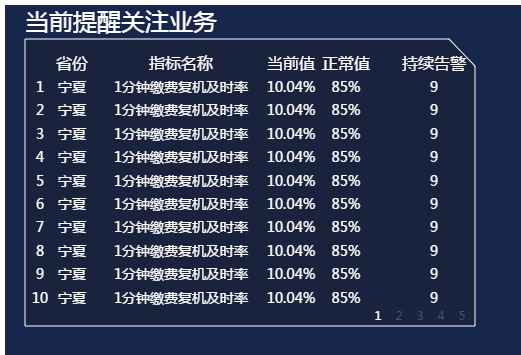 当前提醒关注业务
省份 指标名称 当前值 正常值 持续告警
1 宁夏 1分钟缴费复机及时率 10.04% 85% 9
2 宁夏 1分钟缴费复机及时率 10.04% 85% 9
3 宁夏 1分钟缴费复机及时率 10.04% 85% 9
4 宁夏 1分钟缴费复机及时率 10.04% 85% 9
5 宁夏 1分钟缴费复机及时率 10.04% 85% 9
6 宁夏 1分钟缴费复机及时率 10.04% 85% 9
7 宁夏 1分钟缴费复机及时率 10.04% 85% 9
8 宁夏 1分钟缴费复机及时率 10.04% 85% 9
9 宁夏 1分钟缴费复机及时率 10.04% 85% 9
10 宁夏 1分钟缴费复机及时率 10.04% 85% 9
1 2 3 4 5